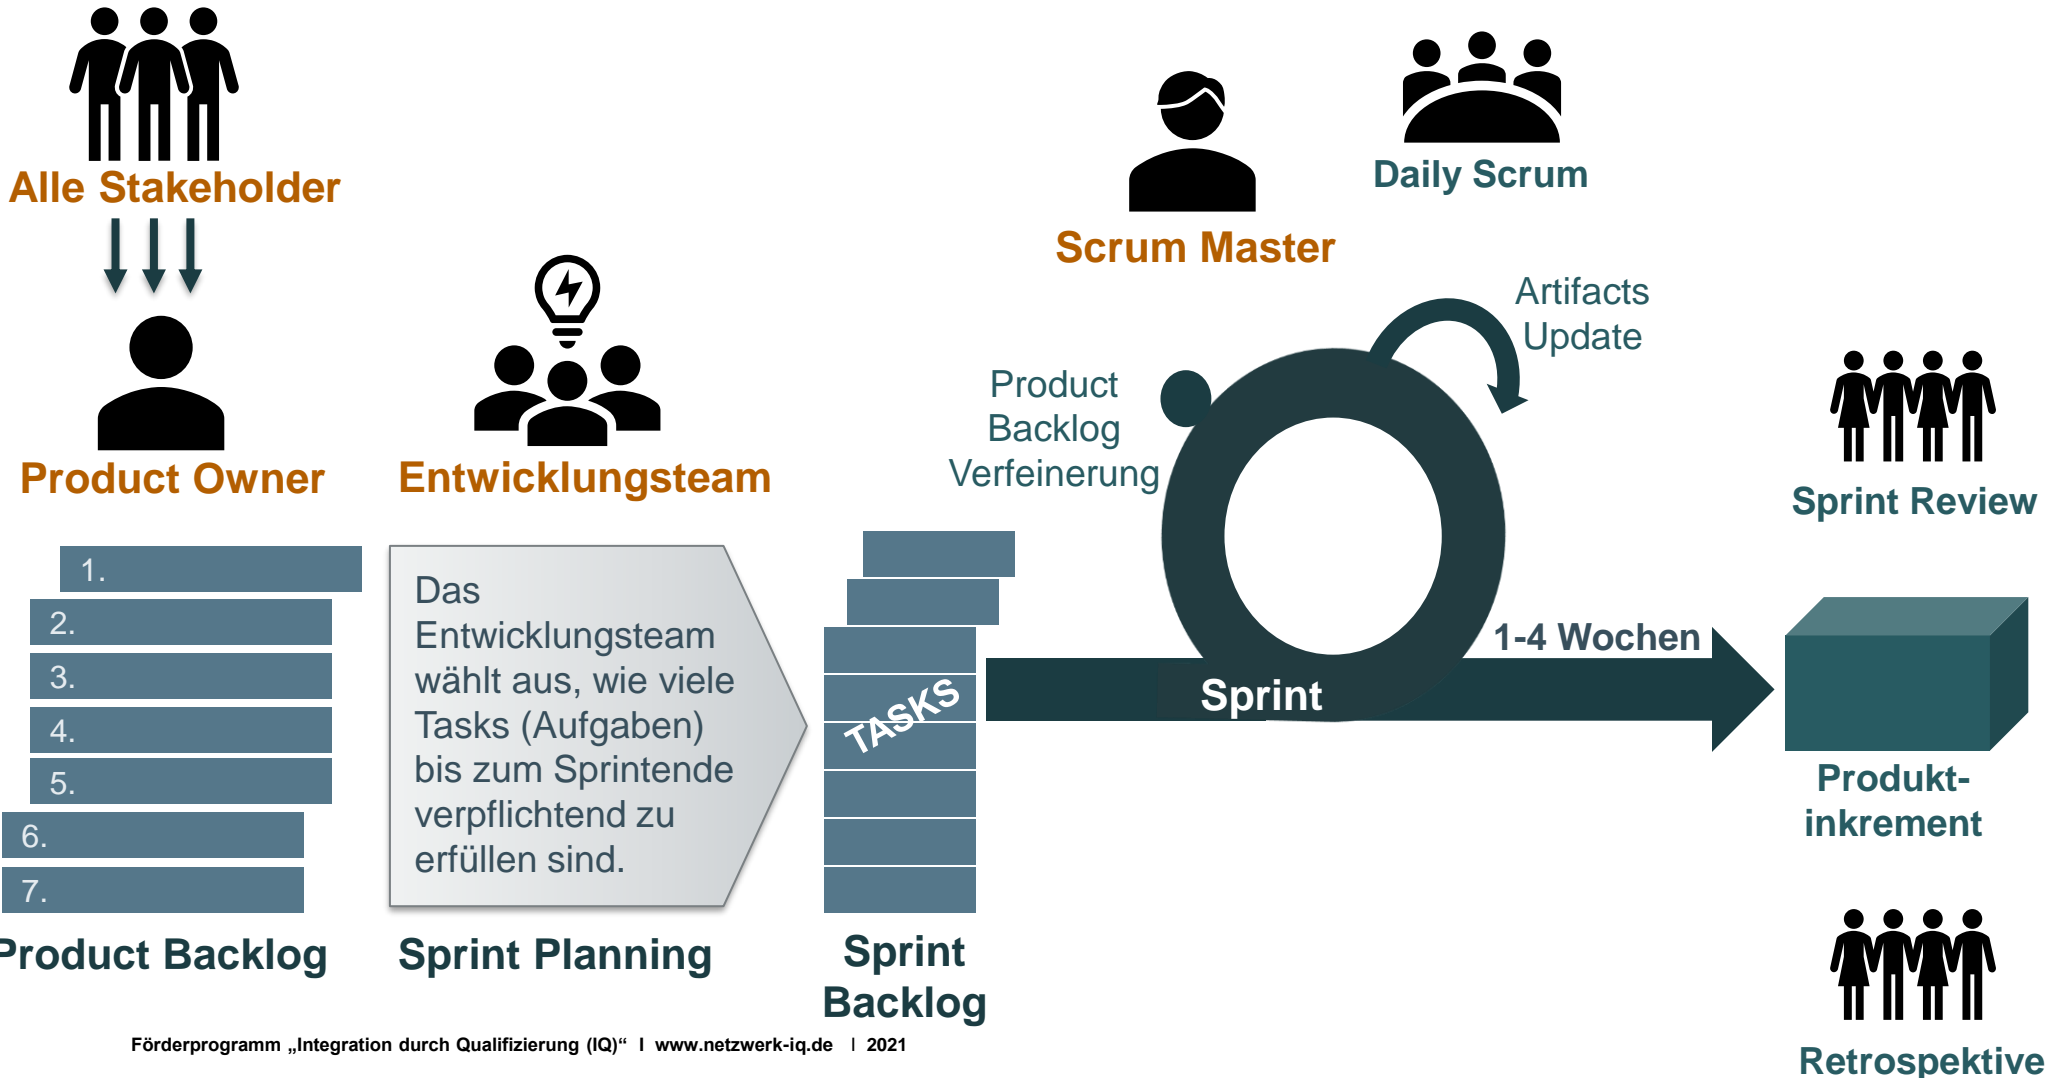 Alle Stakeholder
Product Owner
Entwicklungsteam
Scrum Master
Daily Scrum
Artifacts
Update
Product
Backlog
Verfeinerung
Sprint Review
1.
2.
3.
4.
5.
6.
7.
Product Backlog
Das
Entwicklungsteam
wählt aus, wie viele
Tasks (Aufgaben)
bis zum Sprintende
verpflichtend zu
erfüllen sind.
Sprint Planning
TASKS
Sprint
Backlog
Sprint
1-4 Wochen
Produkt-
inkrement
Retrospektive
Förderprogramm „Integration durch Qualifizierung (IQ)“ I www.netzwerk-iq.de I 2021